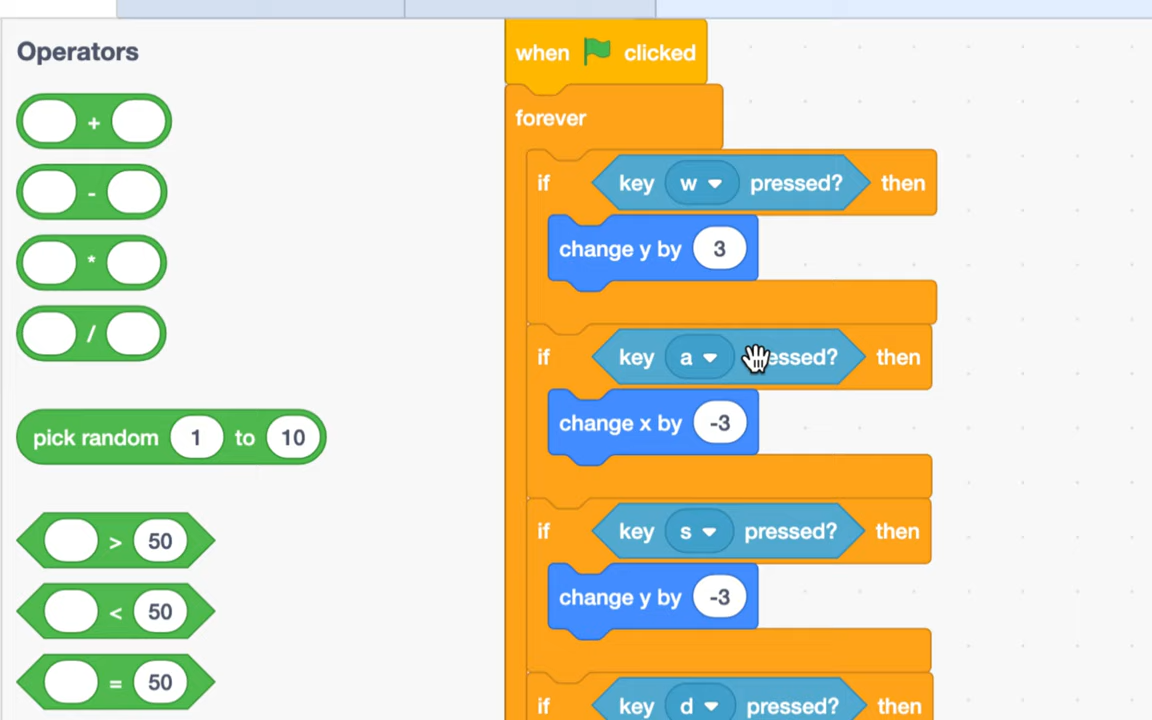 Operators
+
-
*
/
pick random 1 to 10
> 50
< 50
= 50
when clicked
forever
if key w pressed? then
change y by 3
if key a essed? then
change x by -3
if key s pressed? then
change y by -3
if key d pressed? then